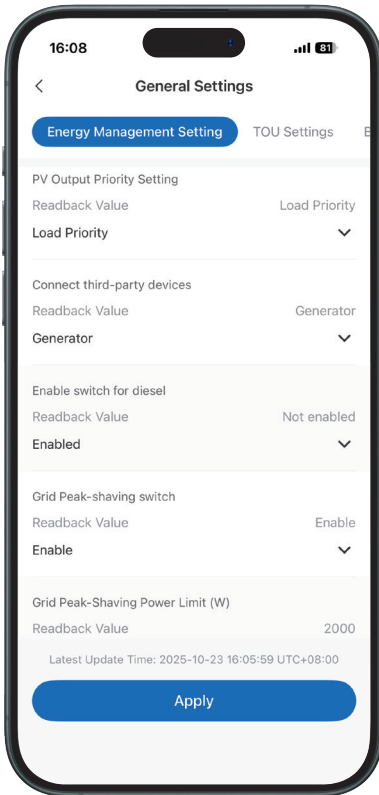 16:08
81
General Settings
Energy Management Setting TOU Settings
PV Output Priority Setting
Readback Value Load Priority
Load Priority
Connect third-party devices
Readback Value Generator
Generator
Enable switch for diesel
Readback Value Not enabled
Enabled
Grid Peak-shaving switch
Readback Value Enable
Enable
Grid Peak-Shaving Power Limit (W)
Readback Value 2000
Latest Update Time: 2025-10-23 16:05:59 UTC+08:00
Apply